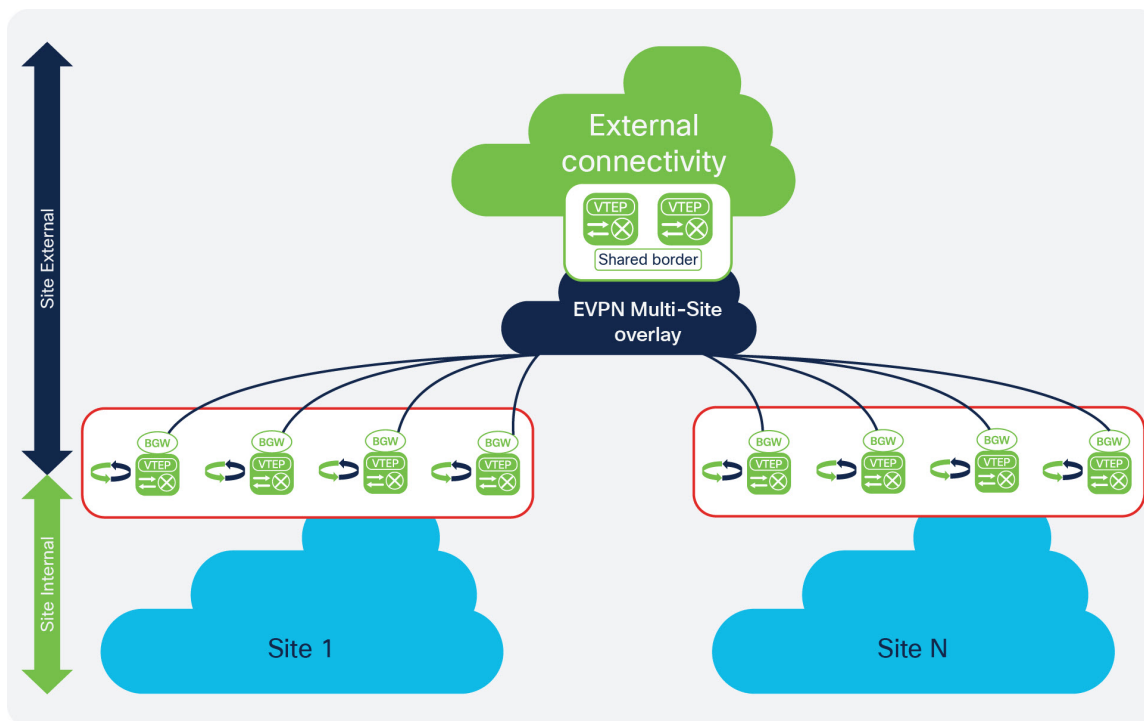 External
connectivity
VTEP VTEP
Shared border
EVPN Multi-Site
overlay
Site External
BGW BGW BGW BGW BGW BGW BGW BGW
VTEP VTEP VTEP VTEP VTEP VTEP VTEP VTEP
Site Internal
Site 1 Site N